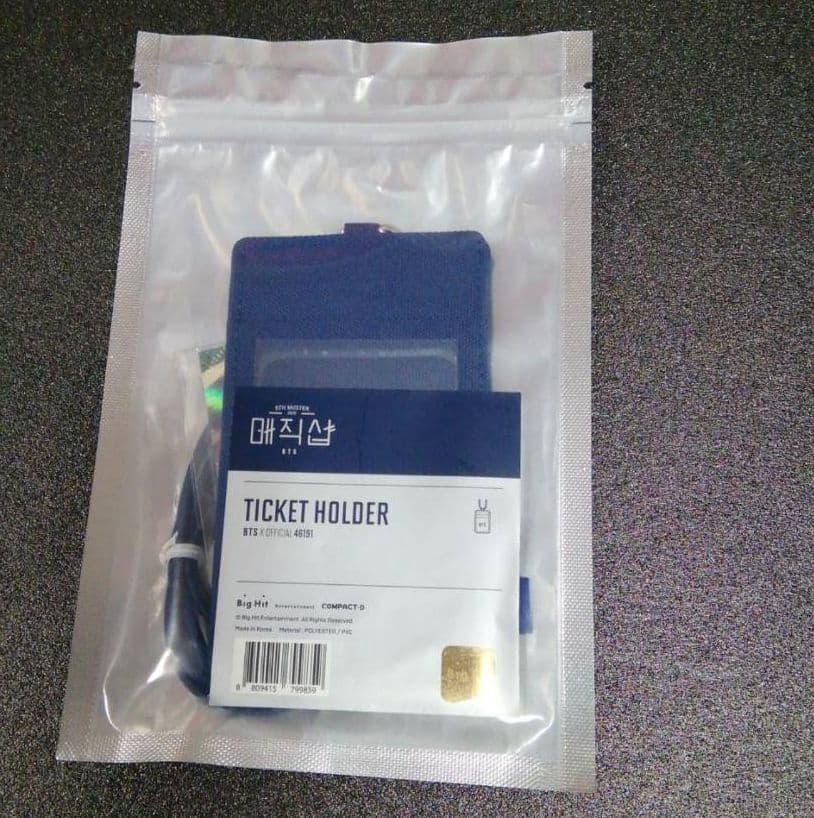 5TH MUSTER
매직샵
BTS
TICKET HOLDER
BTS X OFFICIAL 46191
BTS
Big Hit Entertainment COMPACT·D
© Big Hit Entertainment. All Rights Reserved.
Made in Korea Material : POLYESTER / PVC
8 809415 799859